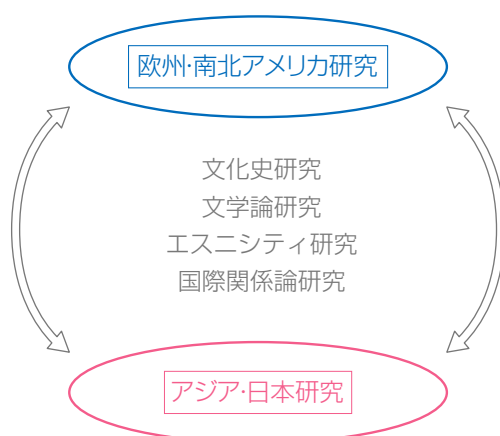 欧州·南北アメリカ研究
文化史研究
文学論研究
エスニシティ研究
国際関係論研究
アジア·日本研究